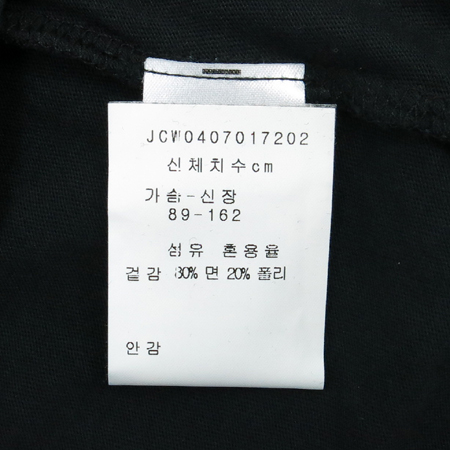 JCW0407017202
신체치수cm
가슴-신장
89-162
섬유 혼용율
겉감 80% 면 20% 폴리
안감